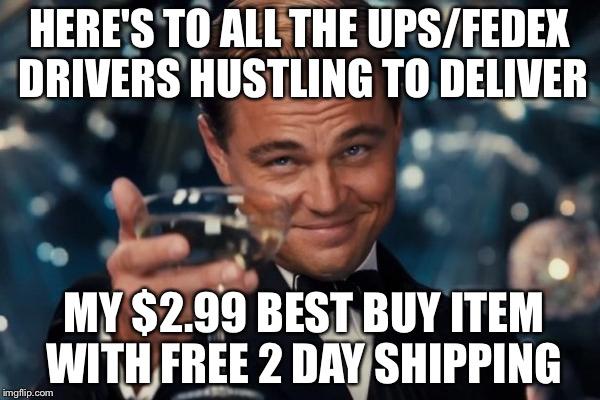 HERE'S TO ALL THE UPS/FEDEX
DRIVERS HUSTLING TO DELIVER
MY $2.99 BEST BUY ITEM
WITH FREE 2 DAY SHIPPING
imgflip.com